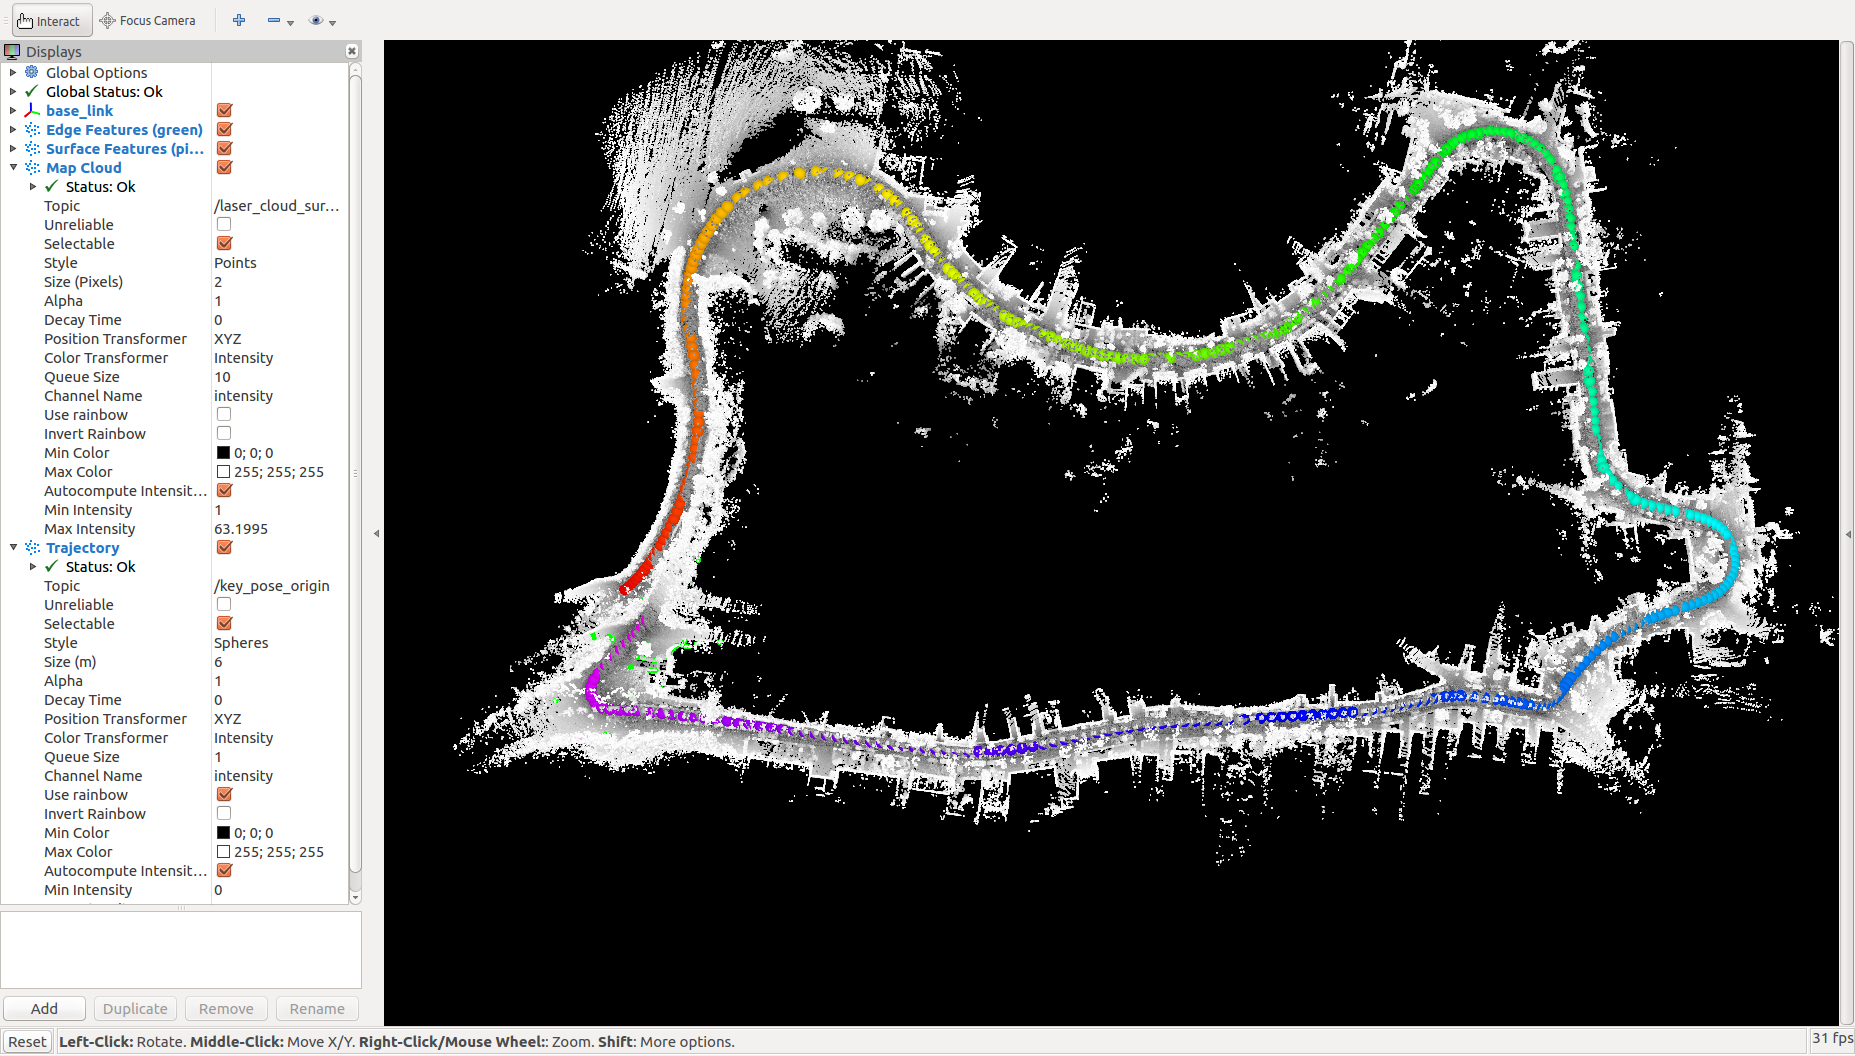 Interact Focus Camera
Displays
Global Options
Global Status: Ok
base_link
Edge Features (green)
Surface Features (pi...
Map Cloud
Status: Ok
Topic /laser_cloud_sur...
Unreliable
Selectable
Style Points
Size (Pixels) 2
Alpha 1
Decay Time 0
Position Transformer XYZ
Color Transformer Intensity
Queue Size 10
Channel Name intensity
Use rainbow
Invert Rainbow
Min Color 0; 0; 0
Max Color 255; 255; 255
Autocompute Intensit...
Min Intensity 1
Max Intensity 63.1995
Trajectory
Status: Ok
Topic /key_pose_origin
Unreliable
Selectable
Style Spheres
Size (m) 6
Alpha 1
Decay Time 0
Position Transformer XYZ
Color Transformer Intensity
Queue Size 1
Channel Name intensity
Use rainbow
Invert Rainbow
Min Color 0; 0; 0
Max Color 255; 255; 255
Autocompute Intensit...
Min Intensity 0
Add Duplicate Remove Rename
Reset Left-Click: Rotate. Middle-Click: Move X/Y. Right-Click/Mouse Wheel:: Zoom. Shift: More options. 31 fps